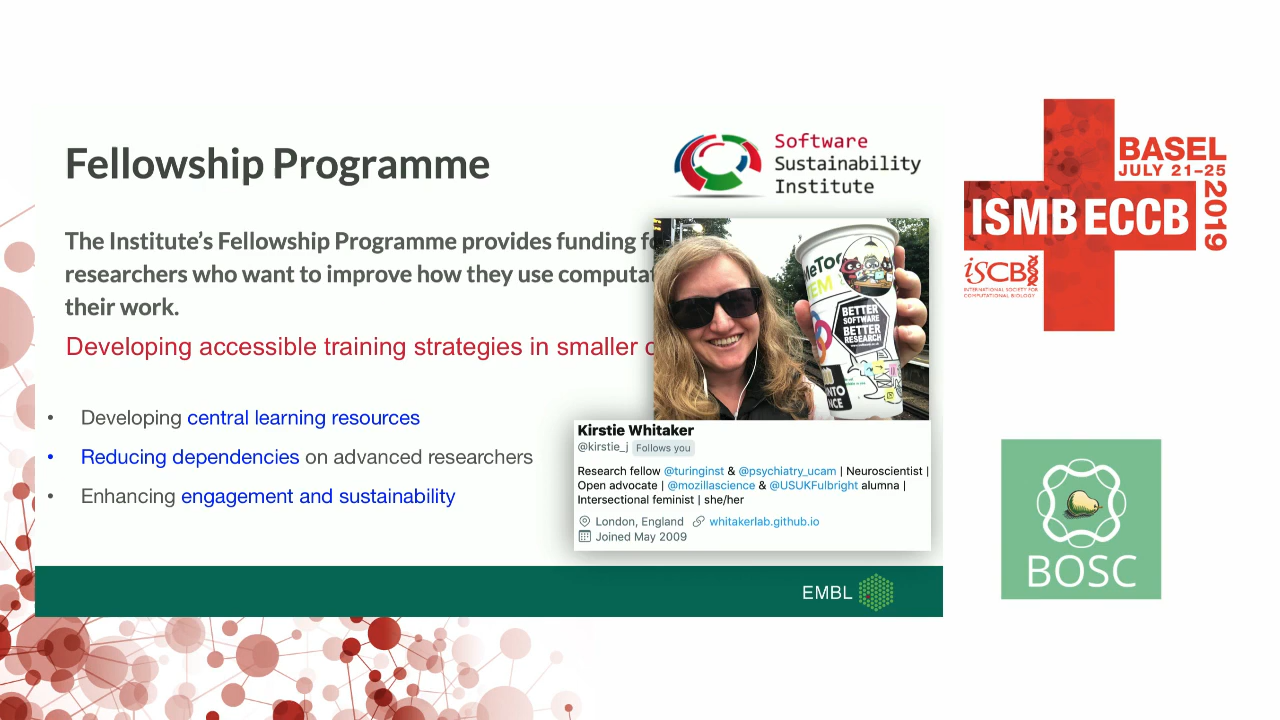 Fellowship Programme
Software
Sustainability
Institute
The Institute's Fellowship Programme provides funding
researchers who want to improve how they use
their work.
Developing accessible training strategies in smaller
• Developing central learning resources
• Reducing dependencies on advanced researchers
• Enhancing engagement and sustainability
BETTER
SOFTWARE
BETTER
RESEARCH
Kirstie Whitaker
@kirstie_j Follows you
Research fellow @turinginst & @psychiatry_ucam | Neuroscientist |
Open advocate | @mozillascience & @USUKFulbright alumna |
Intersectional feminist | she/her
London, England whitakerlab.github.io
Joined May 2009
EMBL
BASEL
JULY 21–25
2019
ISMB ECCB
ISCB
INTERNATIONAL SOCIETY FOR
COMPUTATIONAL BIOLOGY
BOSC